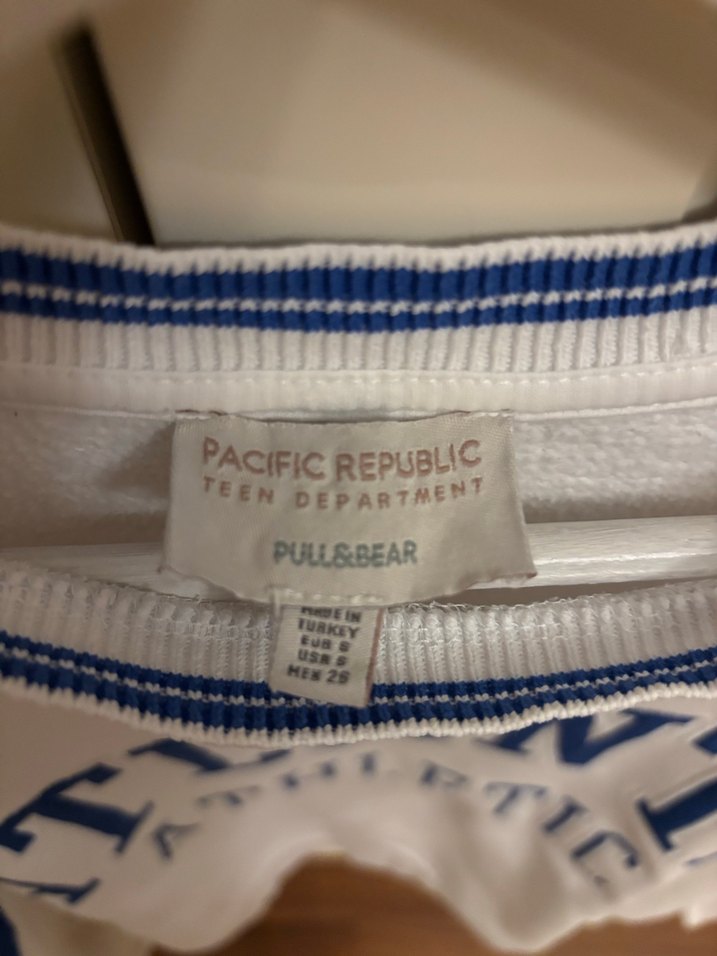 PACIFIC REPUBLIC
TEEN DEPARTMENT
PULL&BEAR
MADE IN
TURKEY
EUR S
USA S
MEX 26
ATHLETIC